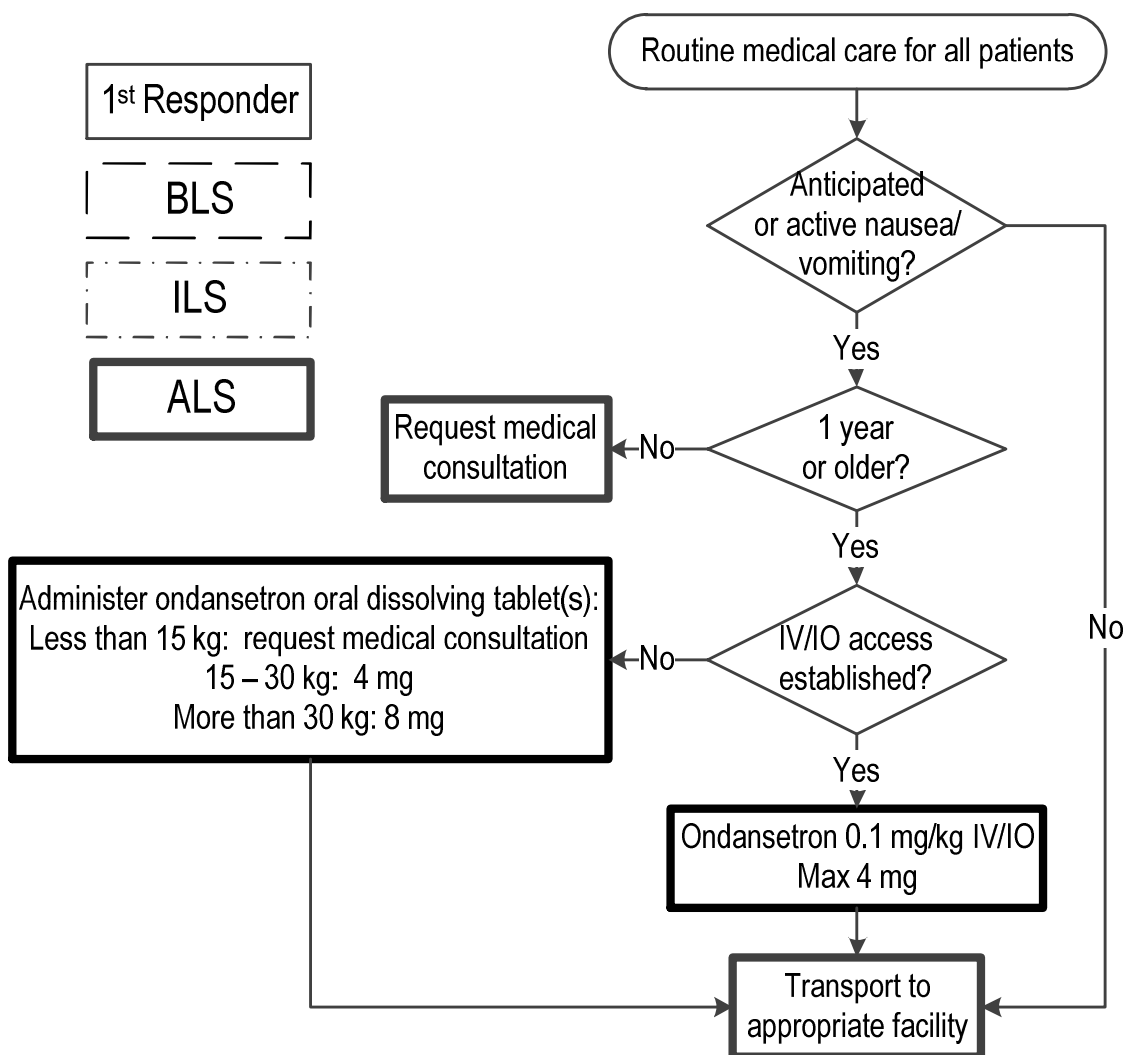 Routine medical care for all patients
1st Responder
BLS
ILS
ALS
Anticipated
or active nausea/
vomiting?
Yes
No
1 year
or older?
No
Request medical
consultation
Yes
IV/IO access
established?
No
Administer ondansetron oral dissolving tablet(s):
Less than 15 kg:  request medical consultation
15 – 30 kg:  4 mg
More than 30 kg: 8 mg
Yes
Ondansetron 0.1 mg/kg IV/IO
Max 4 mg
Transport to
appropriate facility